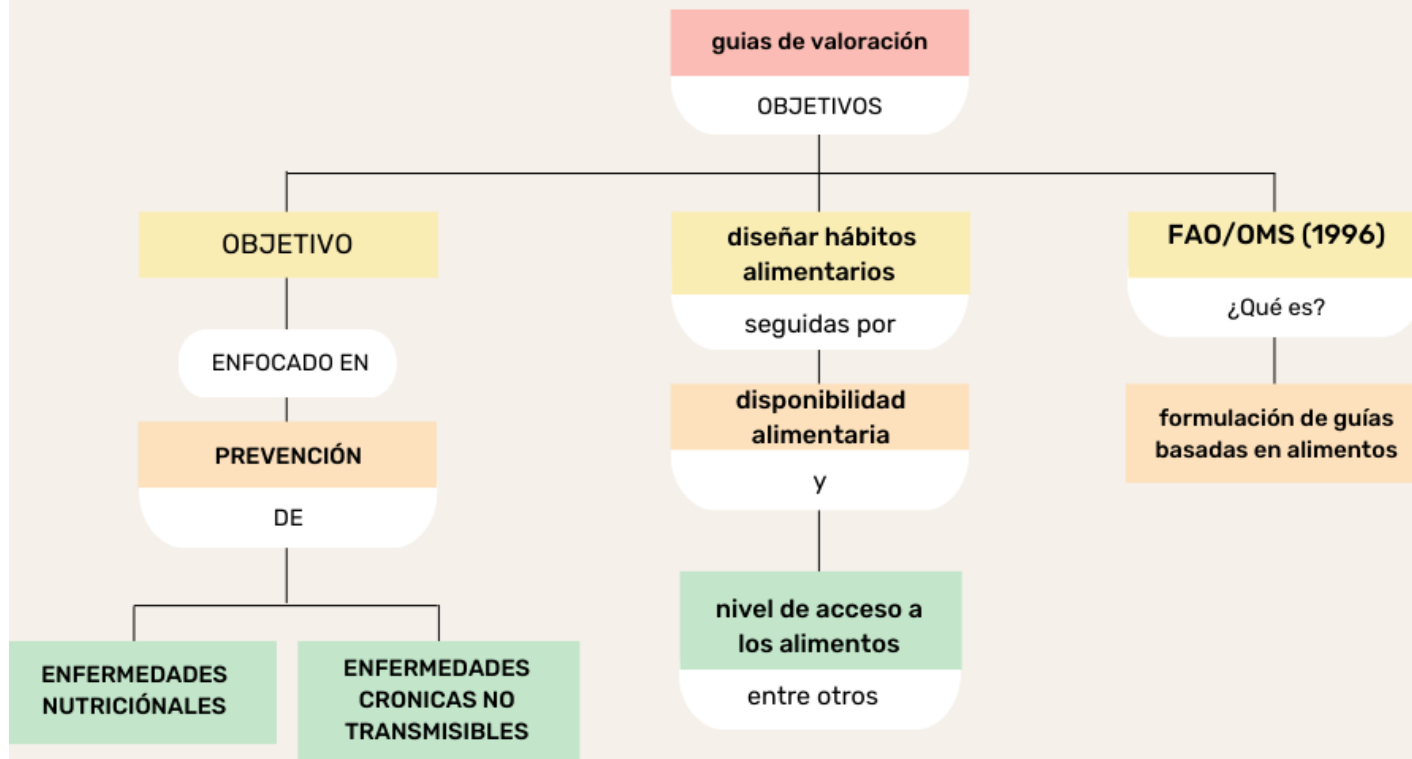 guias de valoración
OBJETIVOS
OBJETIVO
ENFOCADO EN
PREVENCIÓN
DE
ENFERMEDADES
NUTRICIÓNALES
ENFERMEDADES
CRONICAS NO
TRANSMISIBLES
diseñar hábitos
alimentarios
seguidas por
disponibilidad
alimentaria
y
nivel de acceso a
los alimentos
entre otros
FAO/OMS (1996)
¿Qué es?
formulación de guías
basadas en alimentos